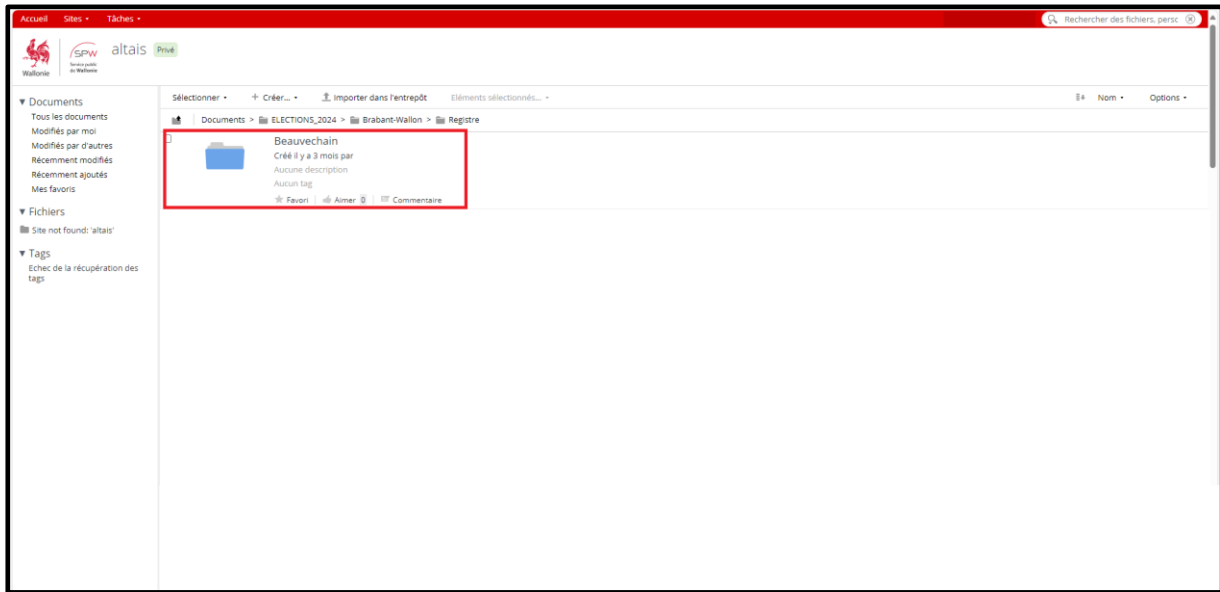 Accueil Sites Tâches Rechercher des fichiers, persc
Wallonie SPW Service public de Wallonie altais Privé
Documents
Tous les documents
Modifiés par moi
Modifiés par d'autres
Récemment modifiés
Récemment ajoutés
Mes favoris
Fichiers
Site not found: 'altais'
Tags
Echec de la récupération des
tags
Sélectionner + Créer... Importer dans l'entrepôt Eléments sélectionnés... Nom Options
Documents > ELECTIONS_2024 > Brabant-Wallon > Registre
Beauvechain
Créé il y a 3 mois par
Aucune description
Aucun tag
Favori Aimer 0 Commentaire